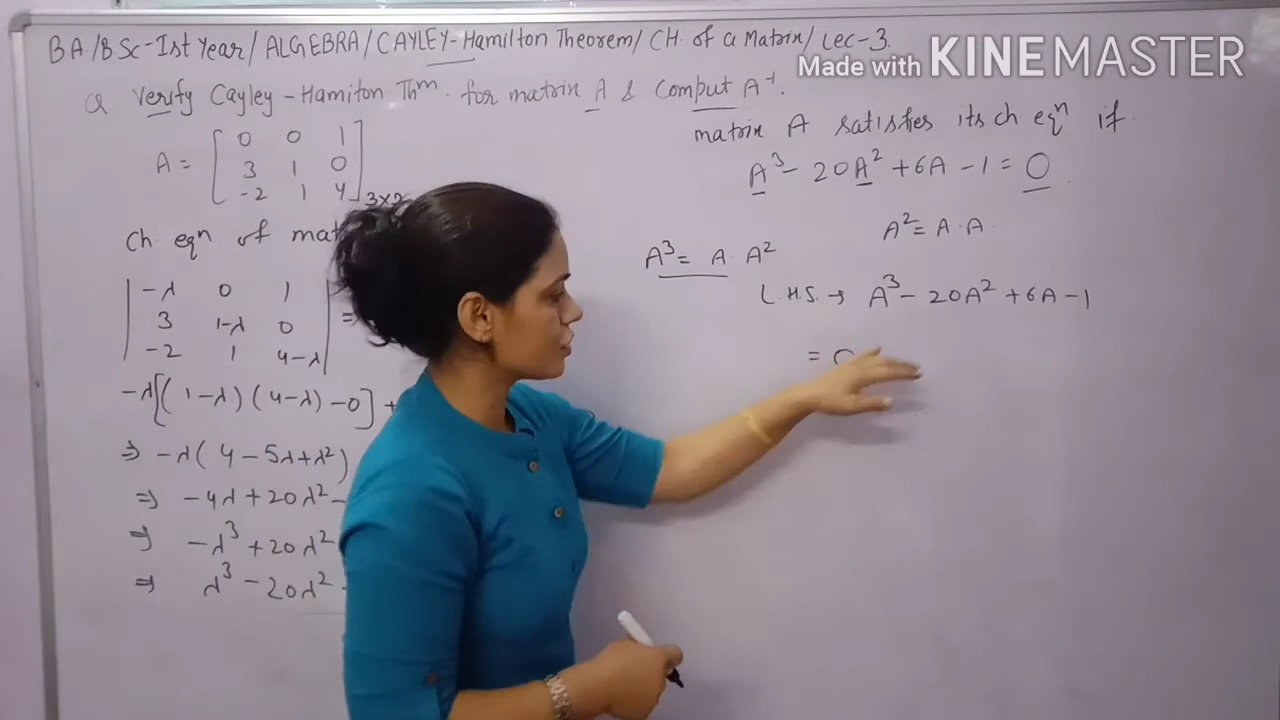 BA/BSc-Ist Year/ALGEBRA/CAYLEY-Hamilton Theorem/CH. of a Matrix/Lec-3.
Made with KINEMASTER
Q Verify Cayley-Hamiton Thm. for matrix A & Comput A⁻¹.
A = [ 0 0 1
3 1 0
-2 1 4 ] 3×3
Ch. eqn of mat
| -λ 0 1 |
| 3 1-λ 0 | =
| -2 1 4-λ |
-λ[(1-λ)(4-λ)-0] +
⇒ -λ(4-5λ+λ²)
⇒ -4λ+20λ²-
⇒ -λ³+20λ²
⇒ λ³-20λ²-
matrix A satisfies its ch eqn if
A³-20A²+6A-1=O
A²=A.A.
A³= A.A²
L.H.S. → A³-20A²+6A-1
= O